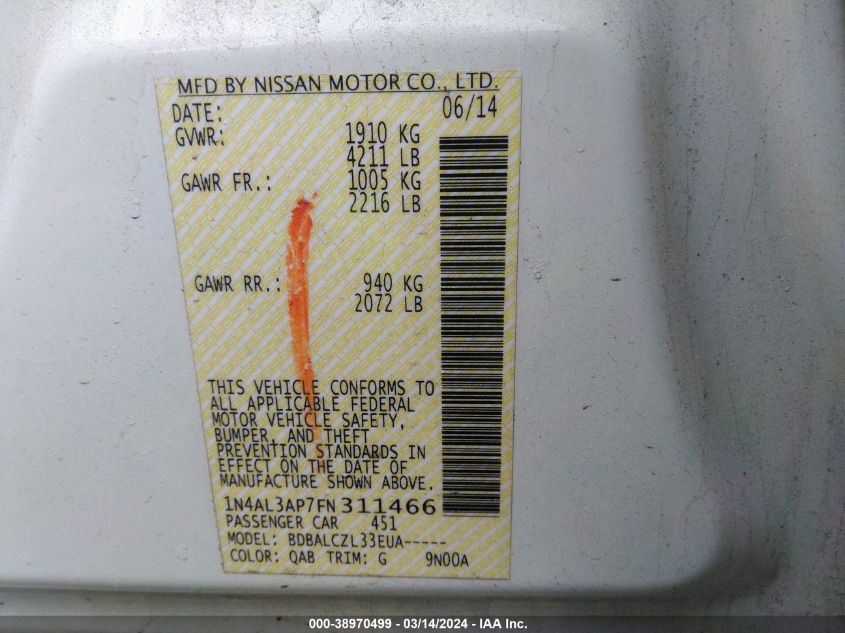 MFD BY NISSAN MOTOR CO., LTD.
DATE: 06/14
GVWR: 1910 KG
4211 LB
GAWR FR.: 1005 KG
2216 LB
GAWR RR.: 940 KG
2072 LB
THIS VEHICLE CONFORMS TO
ALL APPLICABLE FEDERAL
MOTOR VEHICLE SAFETY,
BUMPER, AND THEFT
PREVENTION STANDARDS IN
EFFECT ON THE DATE OF
MANUFACTURE SHOWN ABOVE.
1N4AL3AP7FN311466
PASSENGER CAR 451
MODEL: BDBALCZL33EUA-----
COLOR: QAB TRIM: G 9N00A
000-38970499 - 03/14/2024 - IAA Inc.